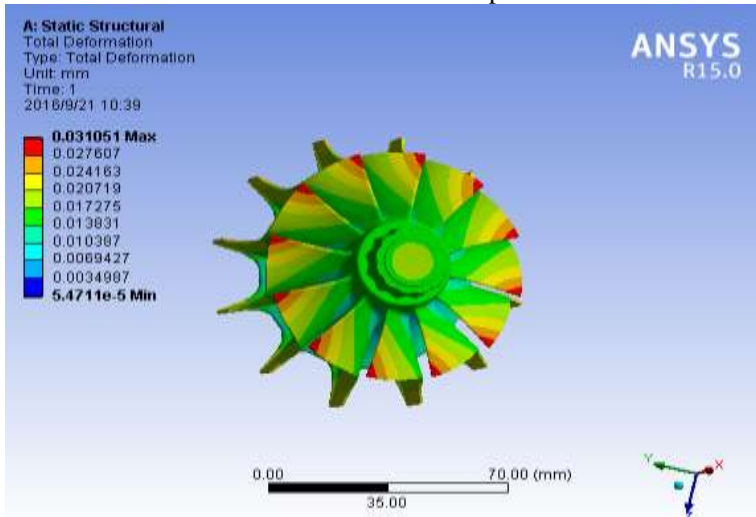 A: Static Structural
Total Deformation
Type: Total Deformation
Unit: mm
Time: 1
2016/9/21 10:39
0.031051 Max
0.027607
0.024163
0.020719
0.017275
0.013831
0.010387
0.0069427
0.0034987
5.4711e-5 Min
ANSYS
R15.0
0.00
70.00 (mm)
35.00
Y
X
Z